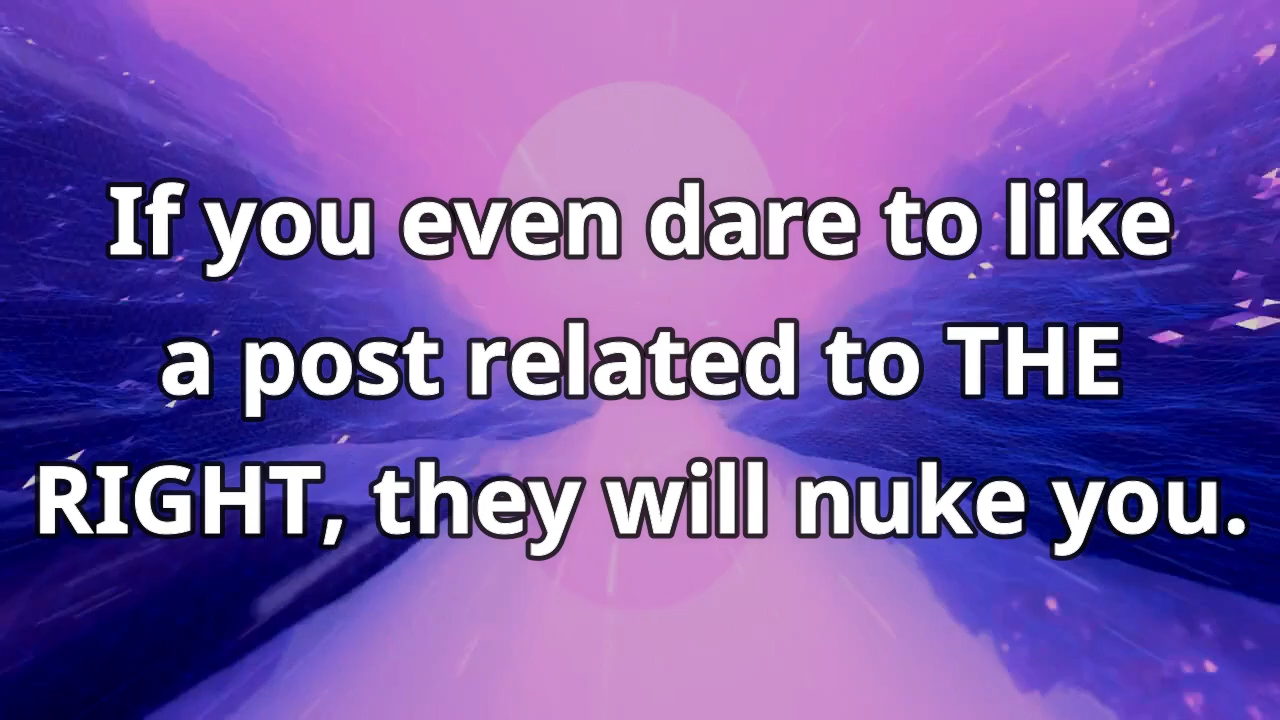 If you even dare to like
a post related to THE
RIGHT, they will nuke you.